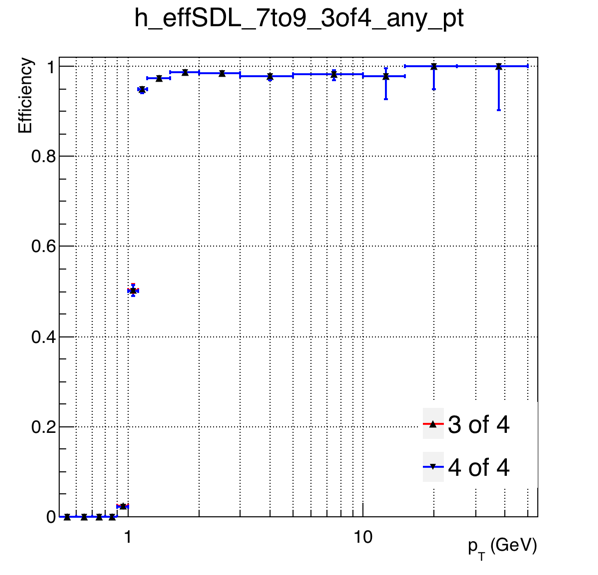 h_effSDL_7to9_3of4_any_pt
Efficiency
1
0.8
0.6
0.4
0.2
0
3 of 4
4 of 4
1
10
p_T (GeV)